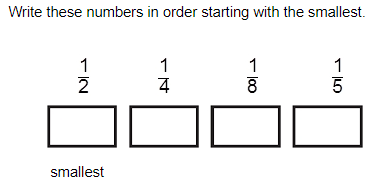 Write these numbers in order starting with the smallest.
1/2 1/4 1/8 1/5
smallest